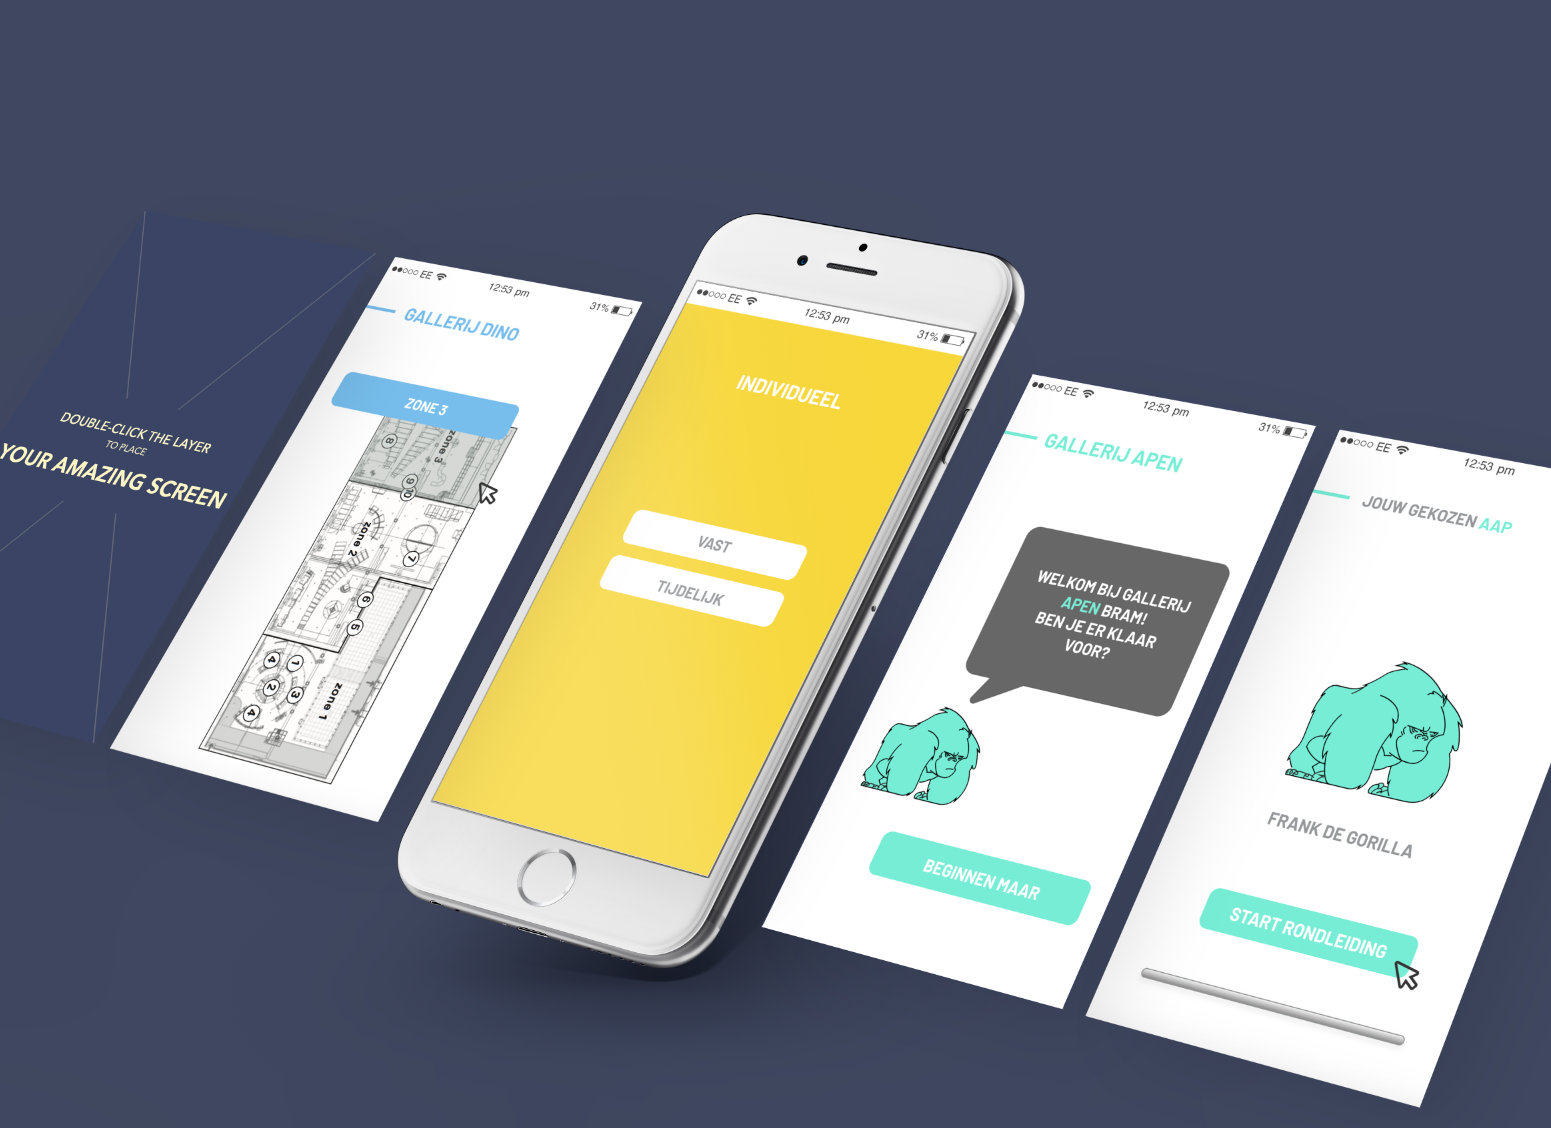 DOUBLE-CLICK THE LAYER
TO PLACE
YOUR AMAZING SCREEN
EE
12:53 pm
31%
GALLERIJ DINO
ZONE 3
8
zone 3
9
10
zone 2
7
6
5
4
1
2
3
4
zone 1
EE
12:53 pm
31%
INDIVIDUEEL
VAST
TIJDELIJK
EE
12:53 pm
31%
GALLERIJ APEN
WELKOM BIJ GALLERIJ
APEN BRAM!
BEN JE ER KLAAR
VOOR?
BEGINNEN MAAR
EE
12:53 pm
JOUW GEKOZEN AAP
FRANK DE GORILLA
START RONDLEIDING